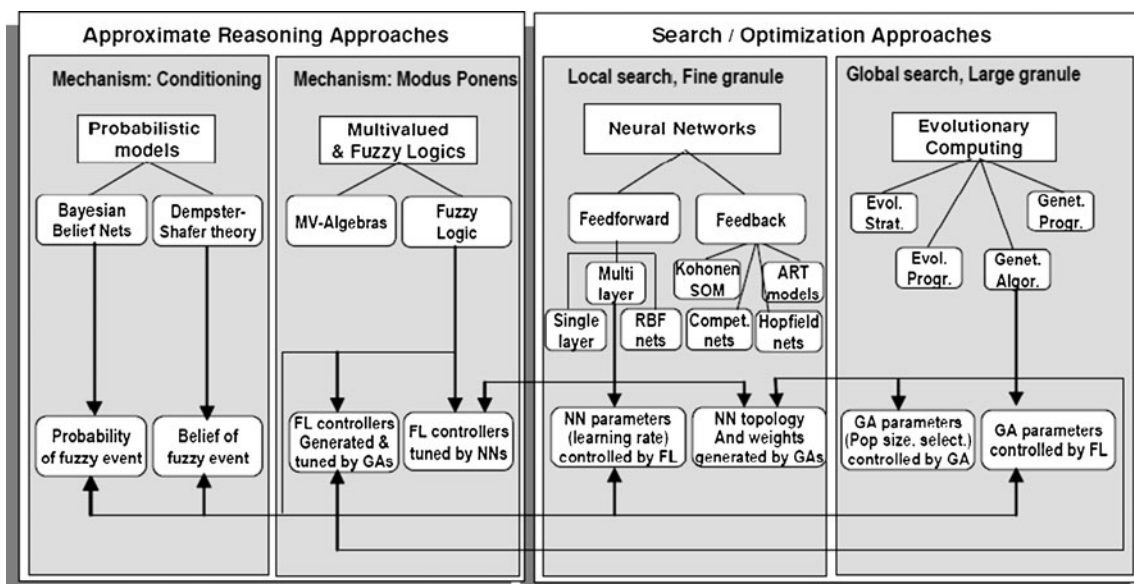 Approximate Reasoning Approaches
Mechanism: Conditioning
Probabilistic
models
Bayesian
Belief Nets
Dempster-
Shafer theory
Probability
of fuzzy event
Belief of
fuzzy event
Mechanism: Modus Ponens
Multivalued
& Fuzzy Logics
MV-Algebras
Fuzzy
Logic
FL controllers
Generated &
tuned by GAs
FL controllers
tuned by NNs
Search / Optimization Approaches
Local search, Fine granule
Neural Networks
Feedforward
Feedback
Multi
layer
Single
layer
RBF
nets
Kohonen
SOM
ART
models
Compet.
nets
Hopfield
nets
NN parameters
(learning rate)
controlled by FL
NN topology
And weights
generated by GAs
Global search, Large granule
Evolutionary
Computing
Evol.
Strat.
Genet.
Progr.
Evol.
Progr.
Genet.
Algor.
GA parameters
(Pop size. select.)
controlled by GA
GA parameters
controlled by FL